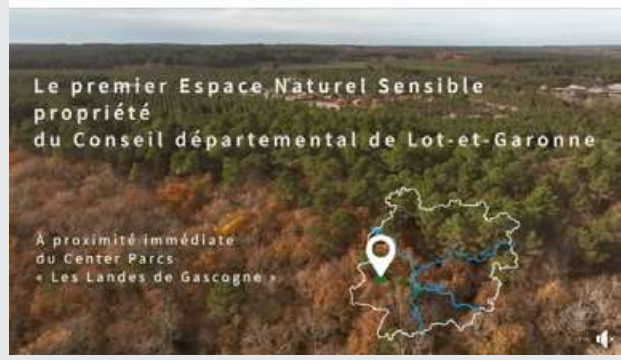 Le premier Espace Naturel Sensible
propriété
du Conseil départemental de Lot-et-Garonne
À proximité immédiate
du Center Parcs
« Les Landes de Gascogne »